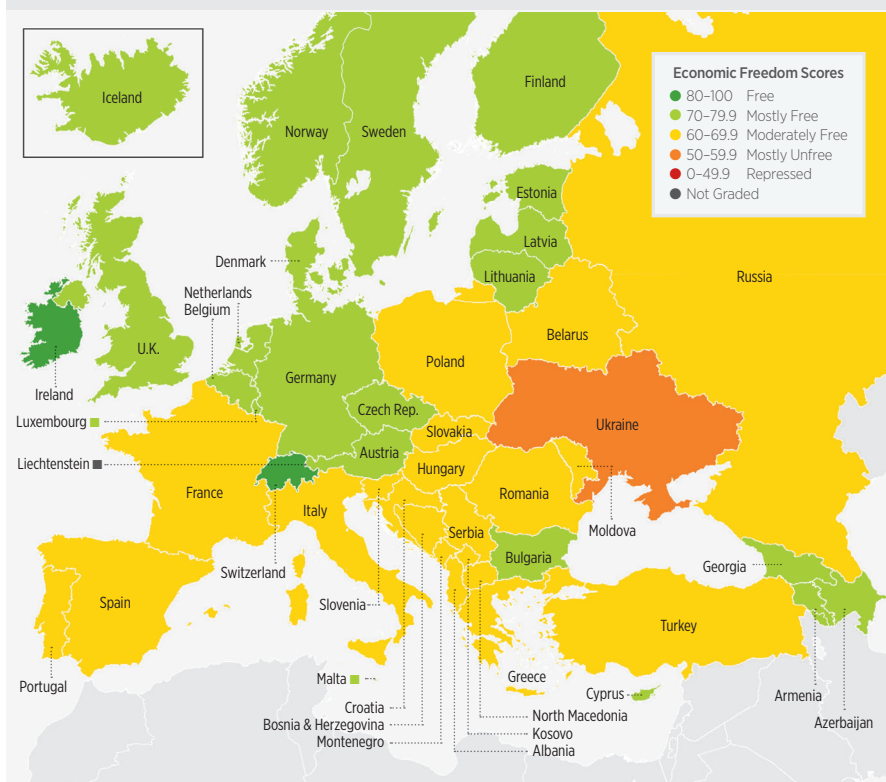 Economic Freedom Scores
80–100 Free
70–79.9 Mostly Free
60–69.9 Moderately Free
50–59.9 Mostly Unfree
0–49.9 Repressed
Not Graded
Iceland
Norway
Sweden
Finland
Estonia
Latvia
Lithuania
Denmark
Russia
Netherlands
Belgium
Belarus
U.K.
Poland
Ireland
Germany
Czech Rep.
Ukraine
Luxembourg
Slovakia
Austria
Liechtenstein
Hungary
France
Romania
Italy
Moldova
Serbia
Bulgaria
Switzerland
Georgia
Spain
Slovenia
Turkey
Portugal
Malta
Greece
Cyprus
Armenia
Croatia
North Macedonia
Azerbaijan
Bosnia & Herzegovina
Kosovo
Montenegro
Albania